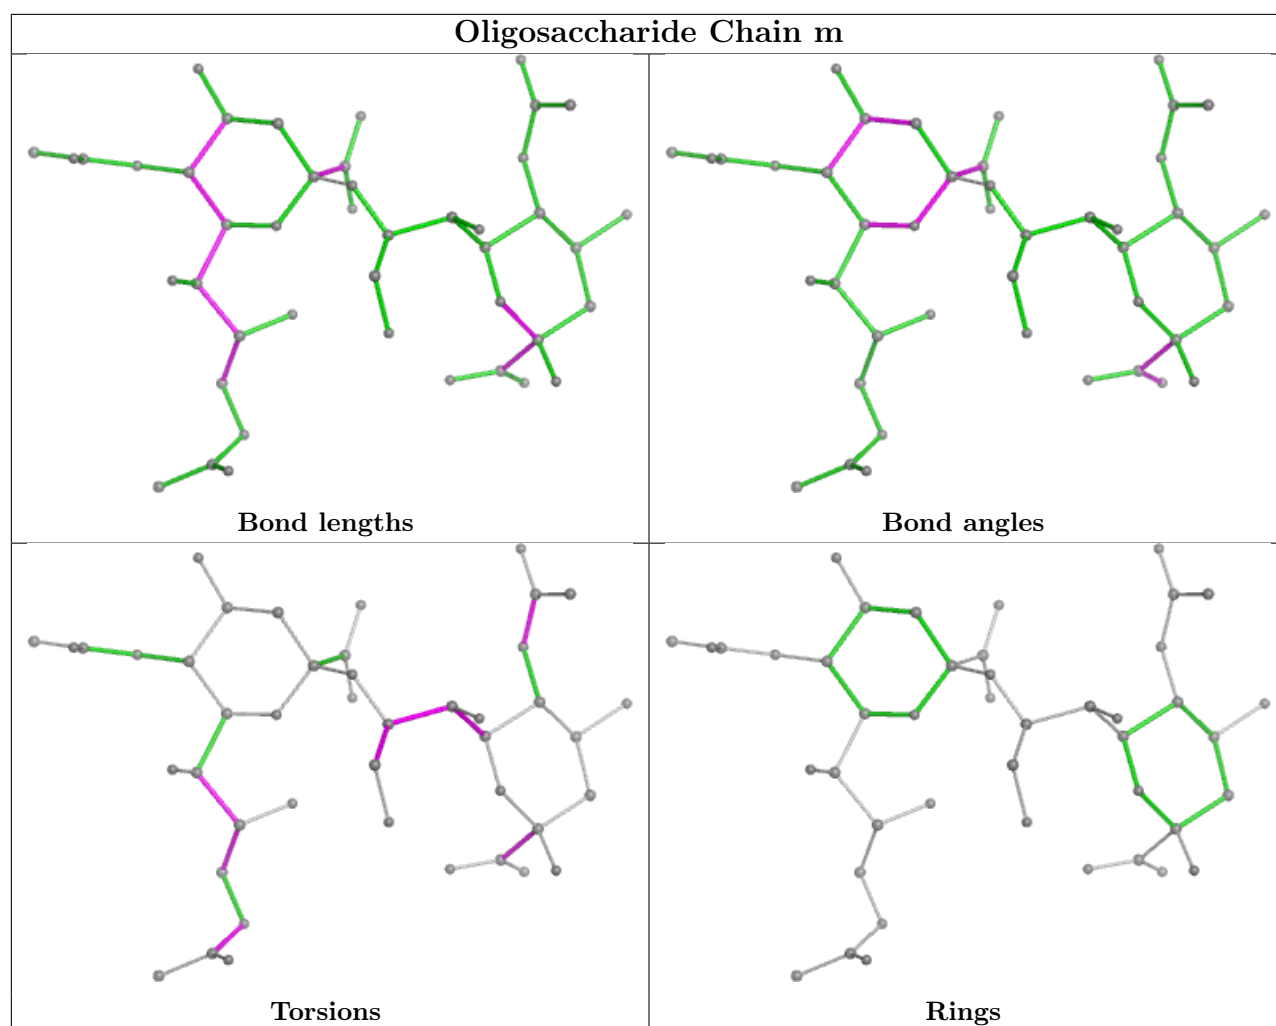 Oligosaccharide Chain m
Bond lengths
Bond angles
Torsions
Rings